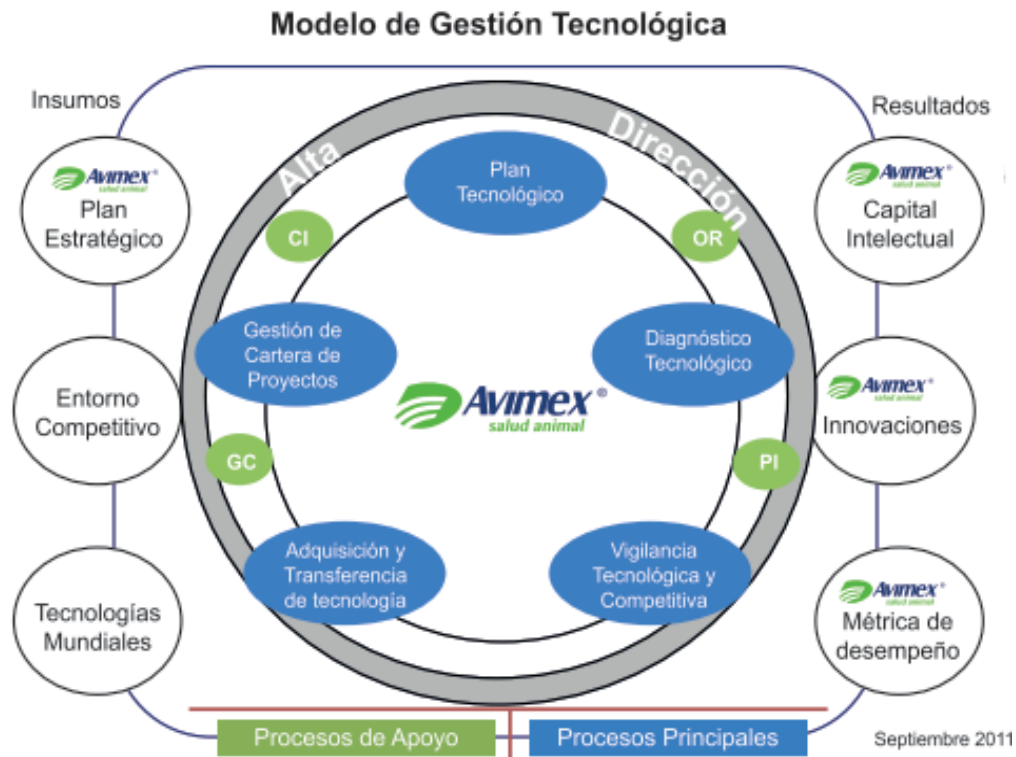 Modelo de Gestión Tecnológica
Insumos
Resultados
Alta Dirección
Avimex®
salud animal
Plan
Estratégico
Entorno
Competitivo
Tecnologías
Mundiales
Plan
Tecnológico
CI
OR
Gestión de
Cartera de
Proyectos
Diagnóstico
Tecnológico
Avimex®
salud animal
GC
PI
Adquisición y
Transferencia
de tecnología
Vigilancia
Tecnológica y
Competitiva
Avimex®
salud animal
Capital
Intelectual
Avimex®
salud animal
Innovaciones
Avimex®
salud animal
Métrica de
desempeño
Procesos de Apoyo
Procesos Principales
Septiembre 2011